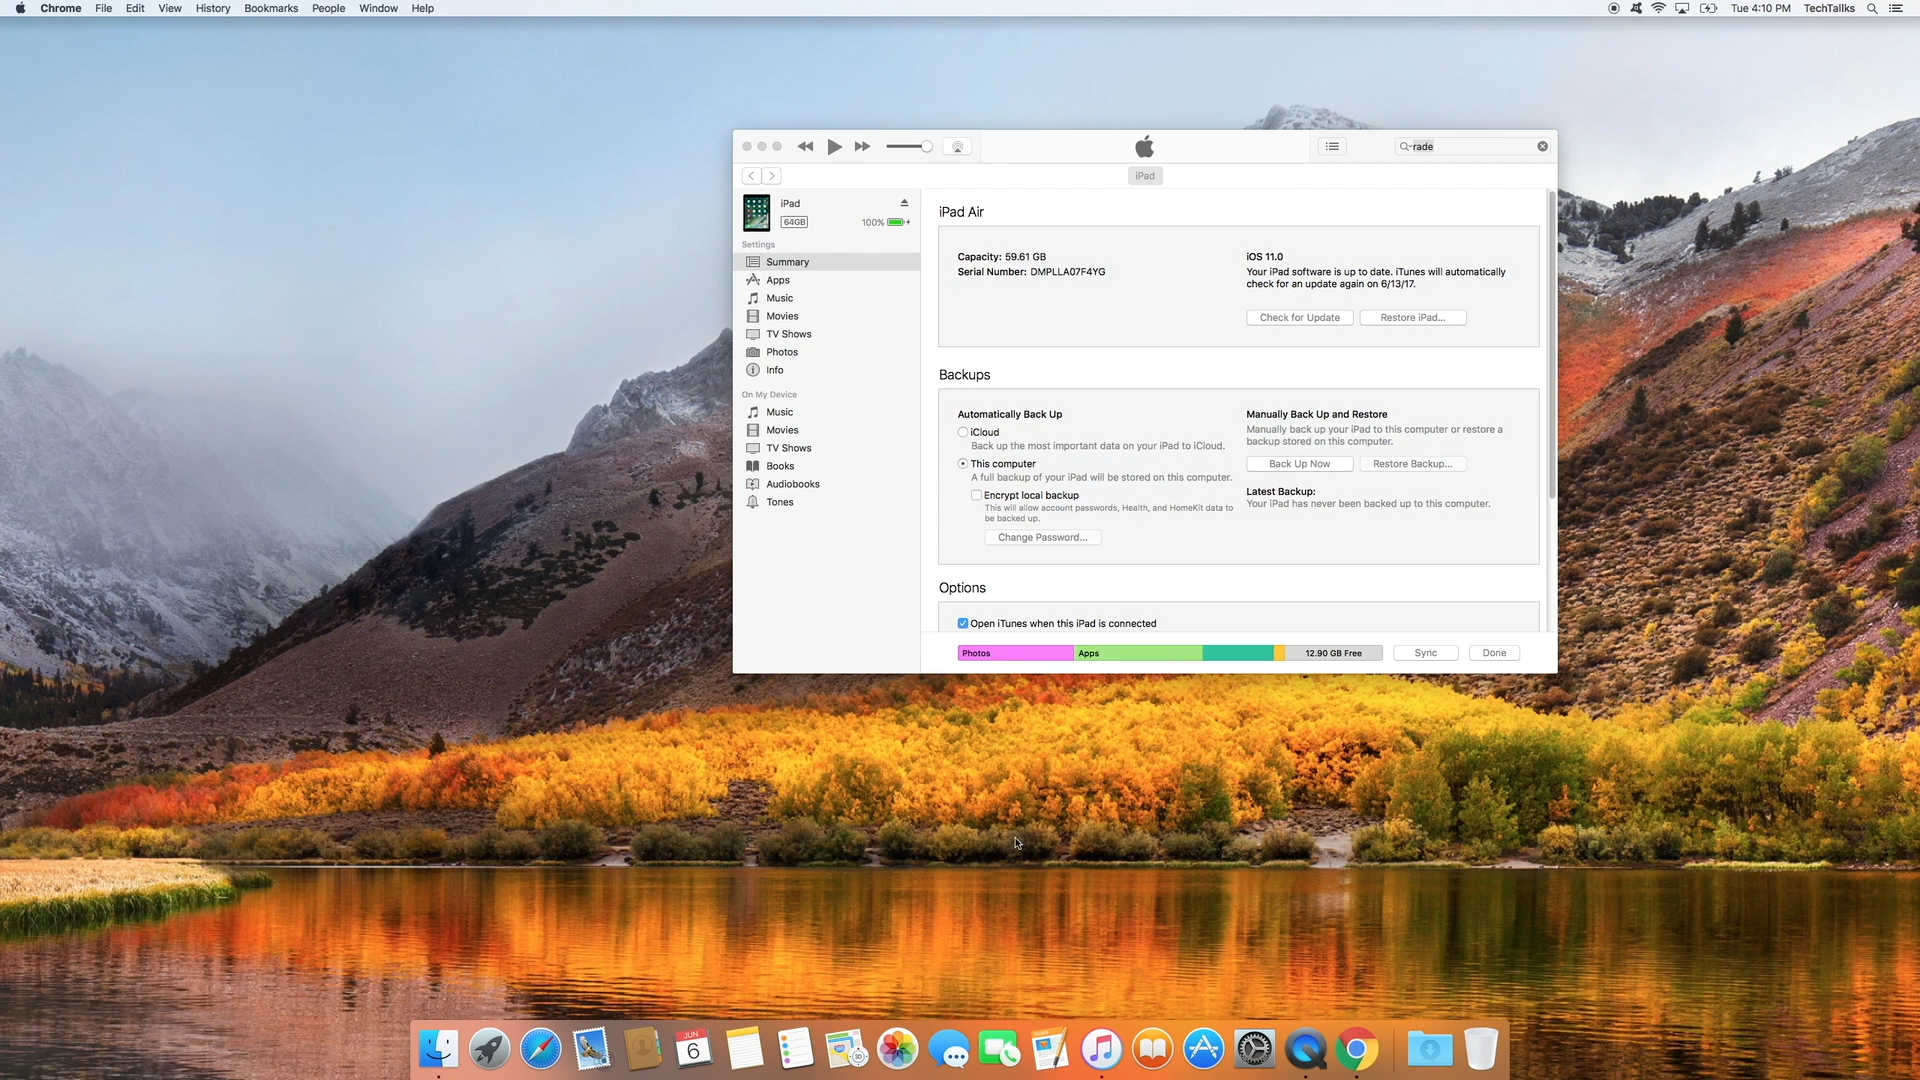 Chrome File Edit View History Bookmarks People Window Help
Tue 4:10 PM TechTallks
rade
iPad
iPad
64GB
100%
Settings
Summary
Apps
Music
Movies
TV Shows
Photos
Info
On My Device
Music
Movies
TV Shows
Books
Audiobooks
Tones
iPad Air
Capacity: 59.61 GB
Serial Number: DMPLLA07F4YG
iOS 11.0
Your iPad software is up to date. iTunes will automatically
check for an update again on 6/13/17.
Check for Update
Restore iPad...
Backups
Automatically Back Up
iCloud
Back up the most important data on your iPad to iCloud.
This computer
A full backup of your iPad will be stored on this computer.
Encrypt local backup
This will allow account passwords, Health, and HomeKit data to
be backed up.
Change Password...
Manually Back Up and Restore
Manually back up your iPad to this computer or restore a
backup stored on this computer.
Back Up Now
Restore Backup...
Latest Backup:
Your iPad has never been backed up to this computer.
Options
Open iTunes when this iPad is connected
Photos
Apps
12.90 GB Free
Sync
Done
JUN
6
3D